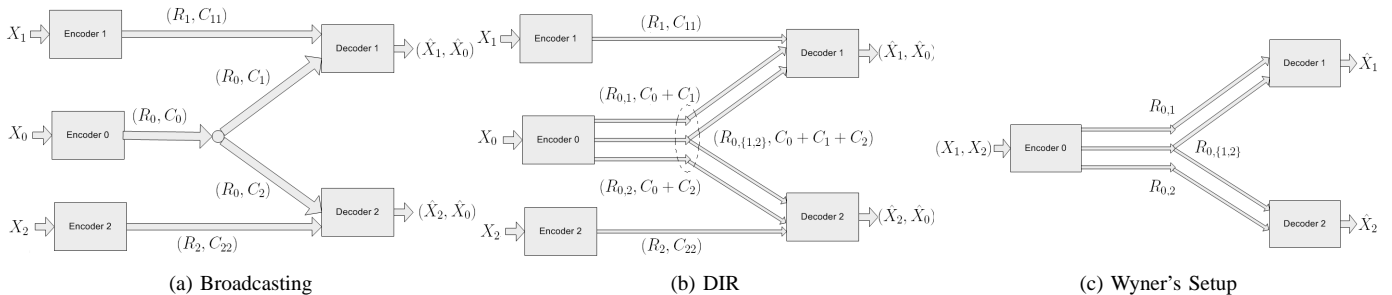 (R_1, C_{11})
X_1
Encoder 1
Decoder 1
(\hat{X}_1, \hat{X}_0)
(R_0, C_1)
(R_0, C_0)
X_0
Encoder 0
(R_0, C_2)
X_2
Encoder 2
Decoder 2
(\hat{X}_2, \hat{X}_0)
(R_2, C_{22})
(a) Broadcasting
(R_1, C_{11})
X_1
Encoder 1
Decoder 1
(\hat{X}_1, \hat{X}_0)
(R_{0,1}, C_0 + C_1)
X_0
Encoder 0
(R_{0,\{1,2\}}, C_0 + C_1 + C_2)
(R_{0,2}, C_0 + C_2)
X_2
Encoder 2
Decoder 2
(\hat{X}_2, \hat{X}_0)
(R_2, C_{22})
(b) DIR
Decoder 1
\hat{X}_1
R_{0,1}
(X_1, X_2)
Encoder 0
R_{0,\{1,2\}}
R_{0,2}
Decoder 2
\hat{X}_2
(c) Wyner's Setup